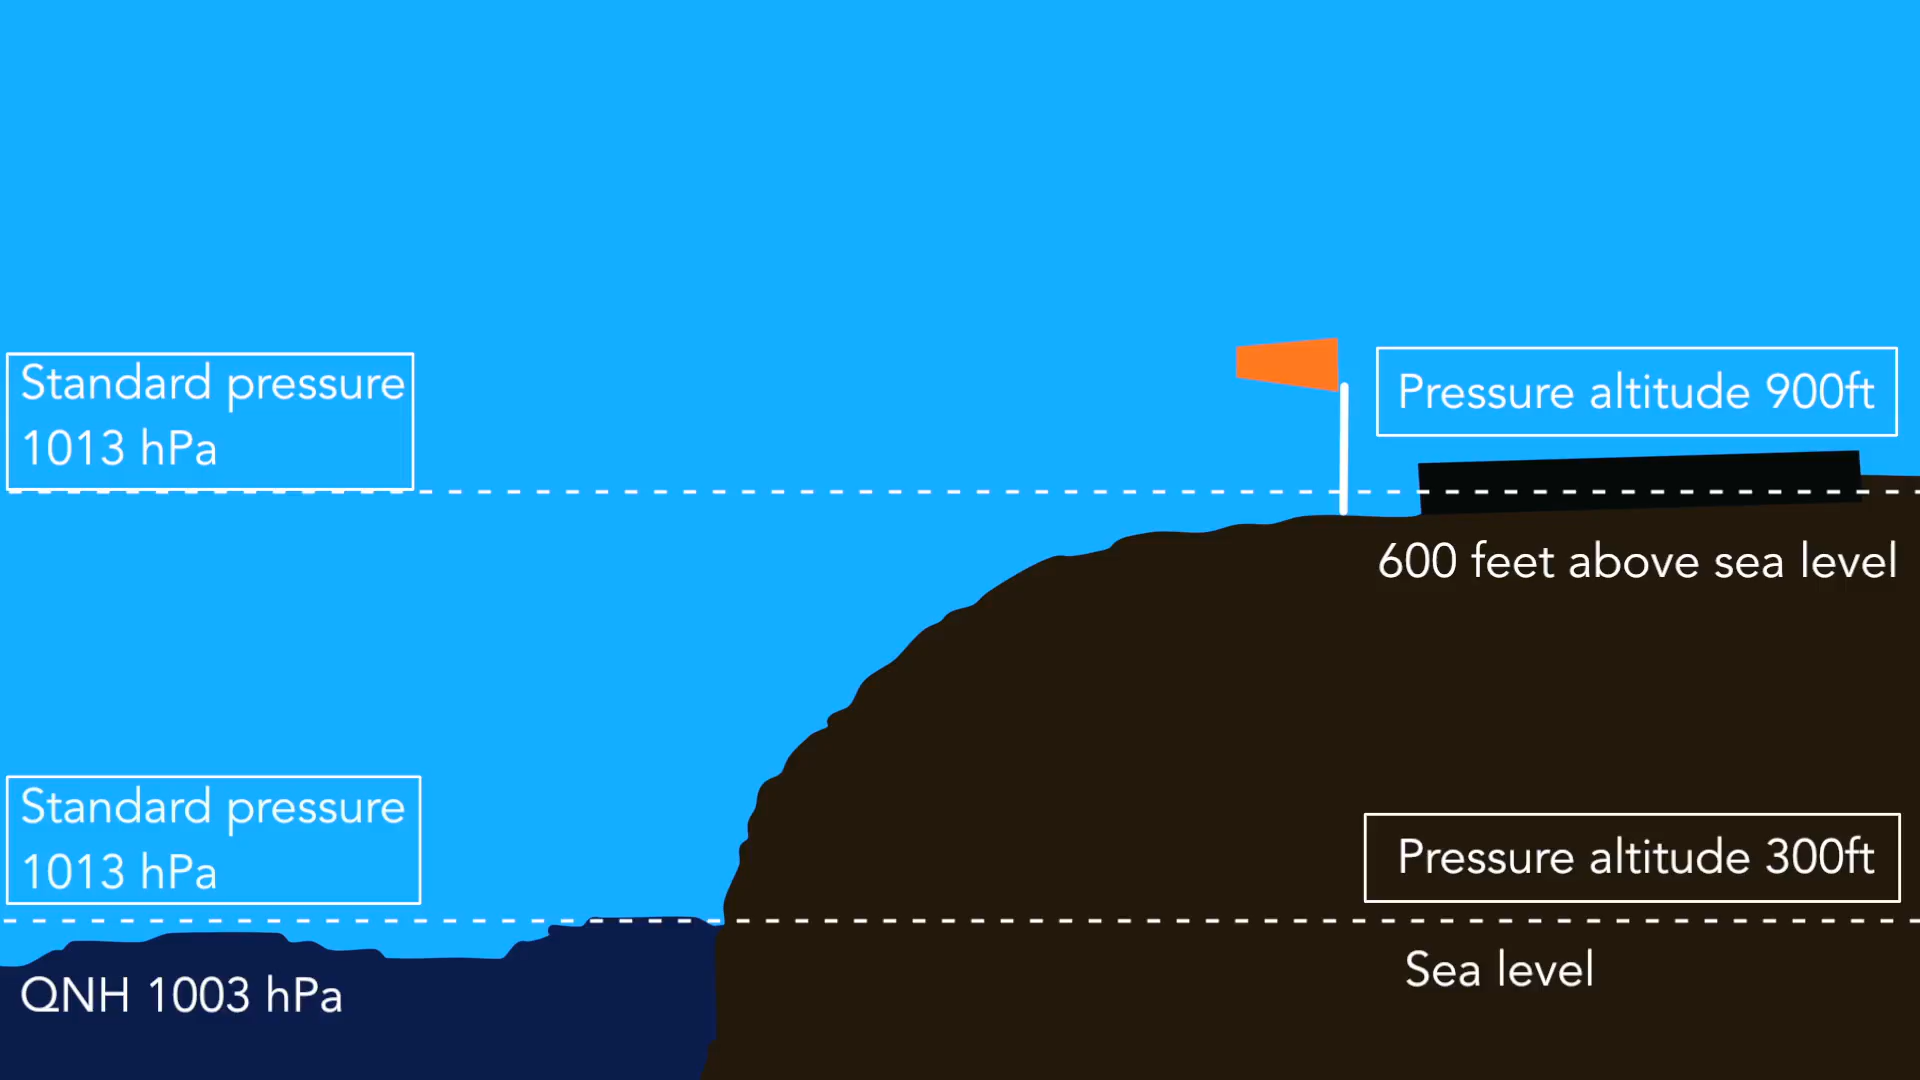 Standard pressure
1013 hPa
Pressure altitude 900ft
600 feet above sea level
Standard pressure
1013 hPa
Pressure altitude 300ft
QNH 1003 hPa
Sea level